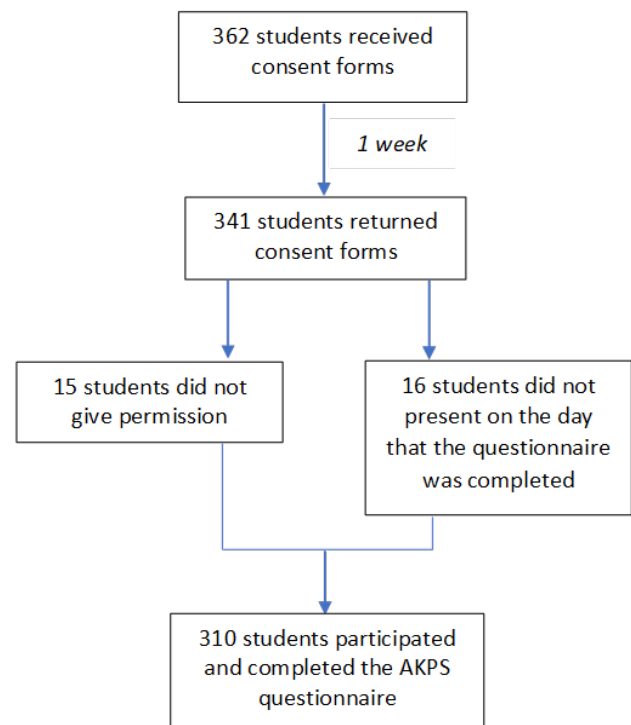 362 students received
consent forms
1 week
341 students returned
consent forms
15 students did not
give permission
16 students did not
present on the day
that the questionnaire
was completed
310 students participated
and completed the AKPS
questionnaire